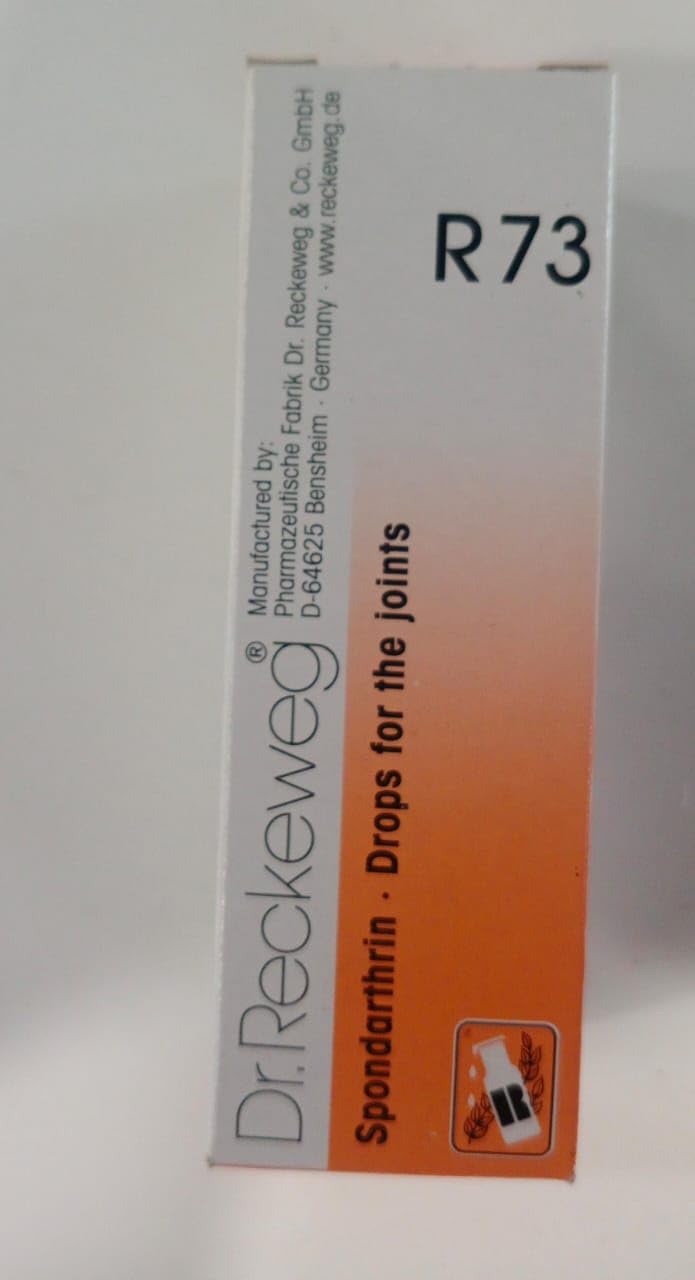 Dr.Reckeweg®
Manufactured by:
Pharmazeutische Fabrik Dr. Reckeweg & Co. GmbH
D-64625 Bensheim · Germany · www.reckeweg.de
Spondarthrin · Drops for the joints
R 73
R